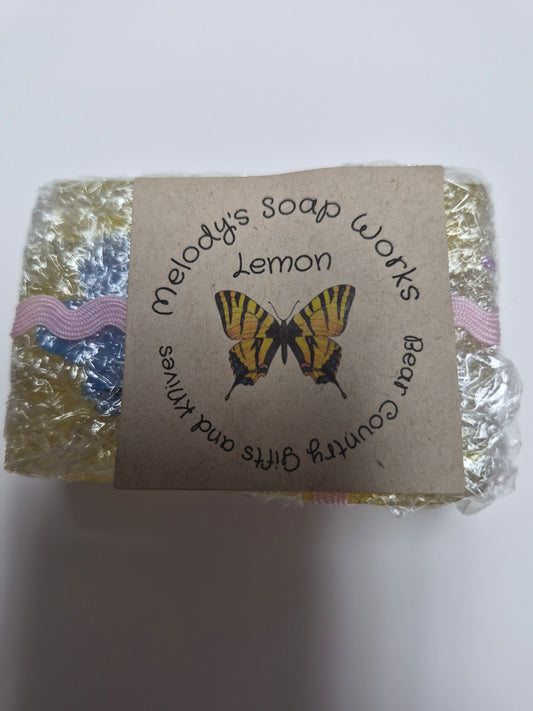 Melody's Soap Works
Lemon
Bear Country Gifts and Knives